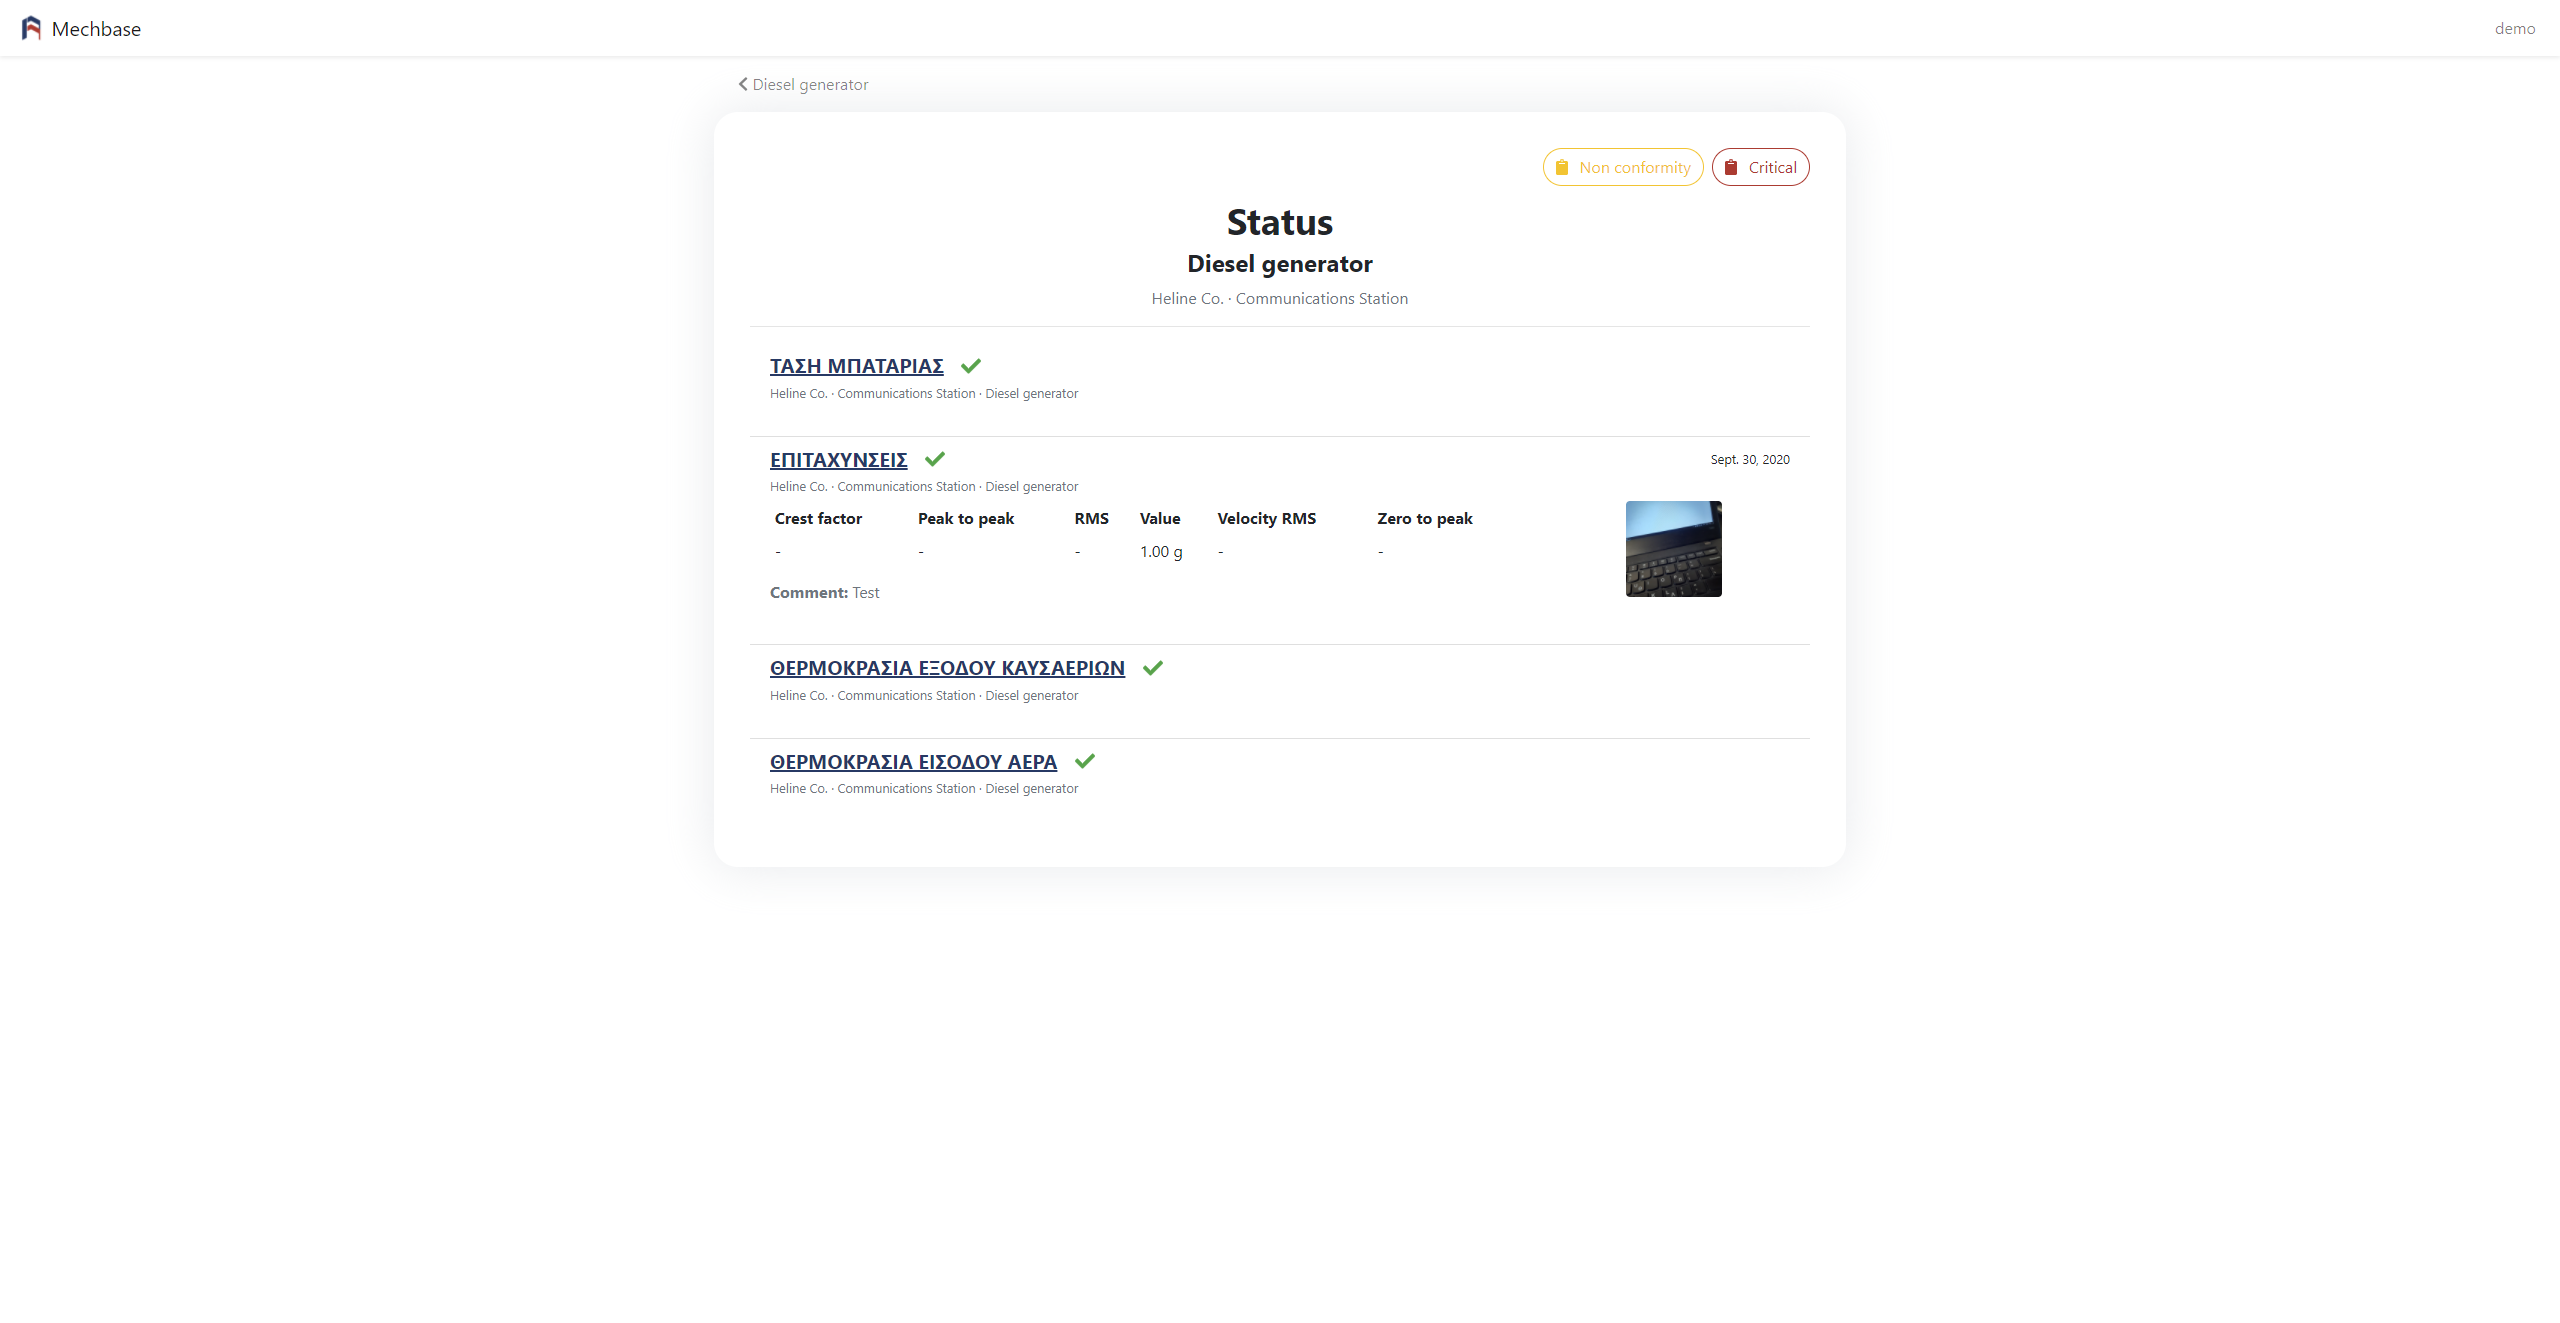 Mechbase
demo
Diesel generator
Non conformity
Critical
Status
Diesel generator
Heline Co. · Communications Station
ΤΑΣΗ ΜΠΑΤΑΡΙΑΣ
Heline Co. · Communications Station · Diesel generator
ΕΠΙΤΑΧΥΝΣΕΙΣ
Sept. 30, 2020
Heline Co. · Communications Station · Diesel generator
Crest factor Peak to peak RMS Value Velocity RMS Zero to peak
- - - 1.00 g - -
Comment: Test
ΘΕΡΜΟΚΡΑΣΙΑ ΕΞΟΔΟΥ ΚΑΥΣΑΕΡΙΩΝ
Heline Co. · Communications Station · Diesel generator
ΘΕΡΜΟΚΡΑΣΙΑ ΕΙΣΟΔΟΥ ΑΕΡΑ
Heline Co. · Communications Station · Diesel generator